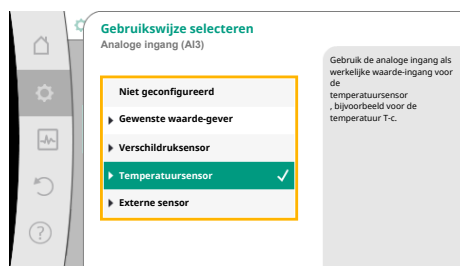 Gebruikswijze selecteren
Analoge ingang (AI3)
Niet geconfigureerd
Gewenste waarde-gever
Verschildruksensor
Temperatuursensor
Externe sensor
Gebruik de analoge ingang als
werkelijke waarde-ingang voor
de
temperatuursensor
, bijvoorbeeld voor de
temperatuur T-c.